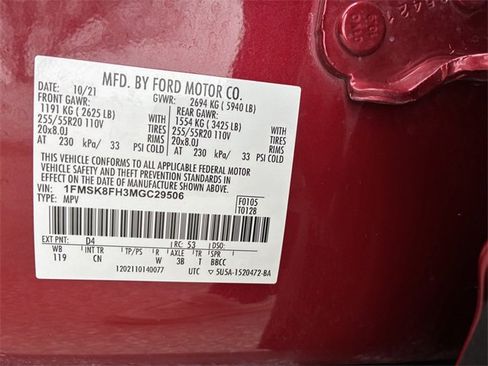 MFD. BY FORD MOTOR CO.
DATE: 10/21 GVWR: 2694 KG ( 5940 LB)
FRONT GAWR: REAR GAWR:
1191 KG ( 2625 LB) WITH 1554 KG ( 3425 LB) WITH
255/55R20 110V TIRES 255/55R20 110V TIRES
20x8.0J RIMS 20x8.0J RIMS
AT 230 kPa/ 33 PSI COLD AT 230 kPa/ 33 PSI COLD
THIS VEHICLE CONFORMS TO ALL APPLICABLE FEDERAL MOTOR
VEHICLE SAFETY AND THEFT PREVENTION STANDARDS IN EFFECT
ON THE DATE OF MANUFACTURE SHOWN ABOVE.
VIN: 1FMSK8FH3MGC29506
TYPE: MPV
F0105
T0128
EXT PNT: D4 RC: 53
WB INT TR TP/PS R AXLE TR
119 CN W 3B T BBCC
1202110140077 UTC 5U5A-1520472-BA